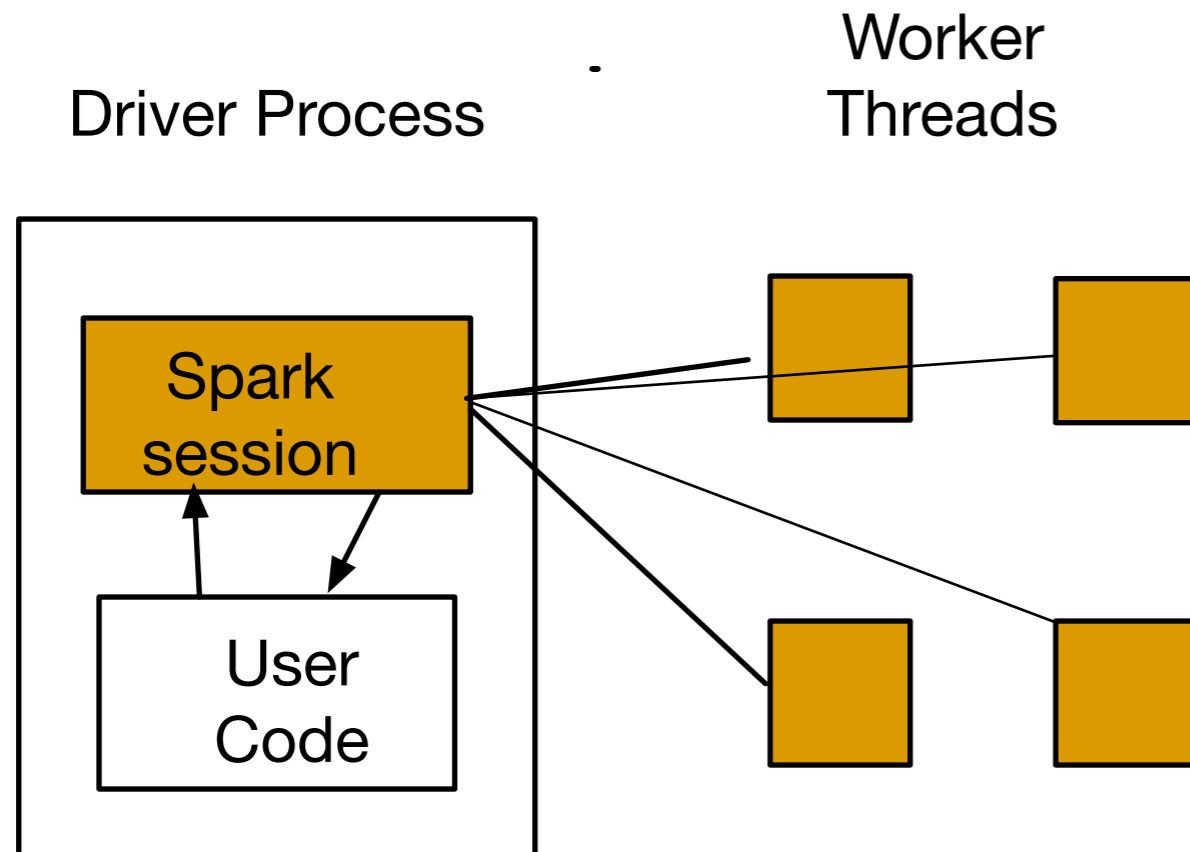 Driver Process
Worker
Threads
Spark
session
User
Code